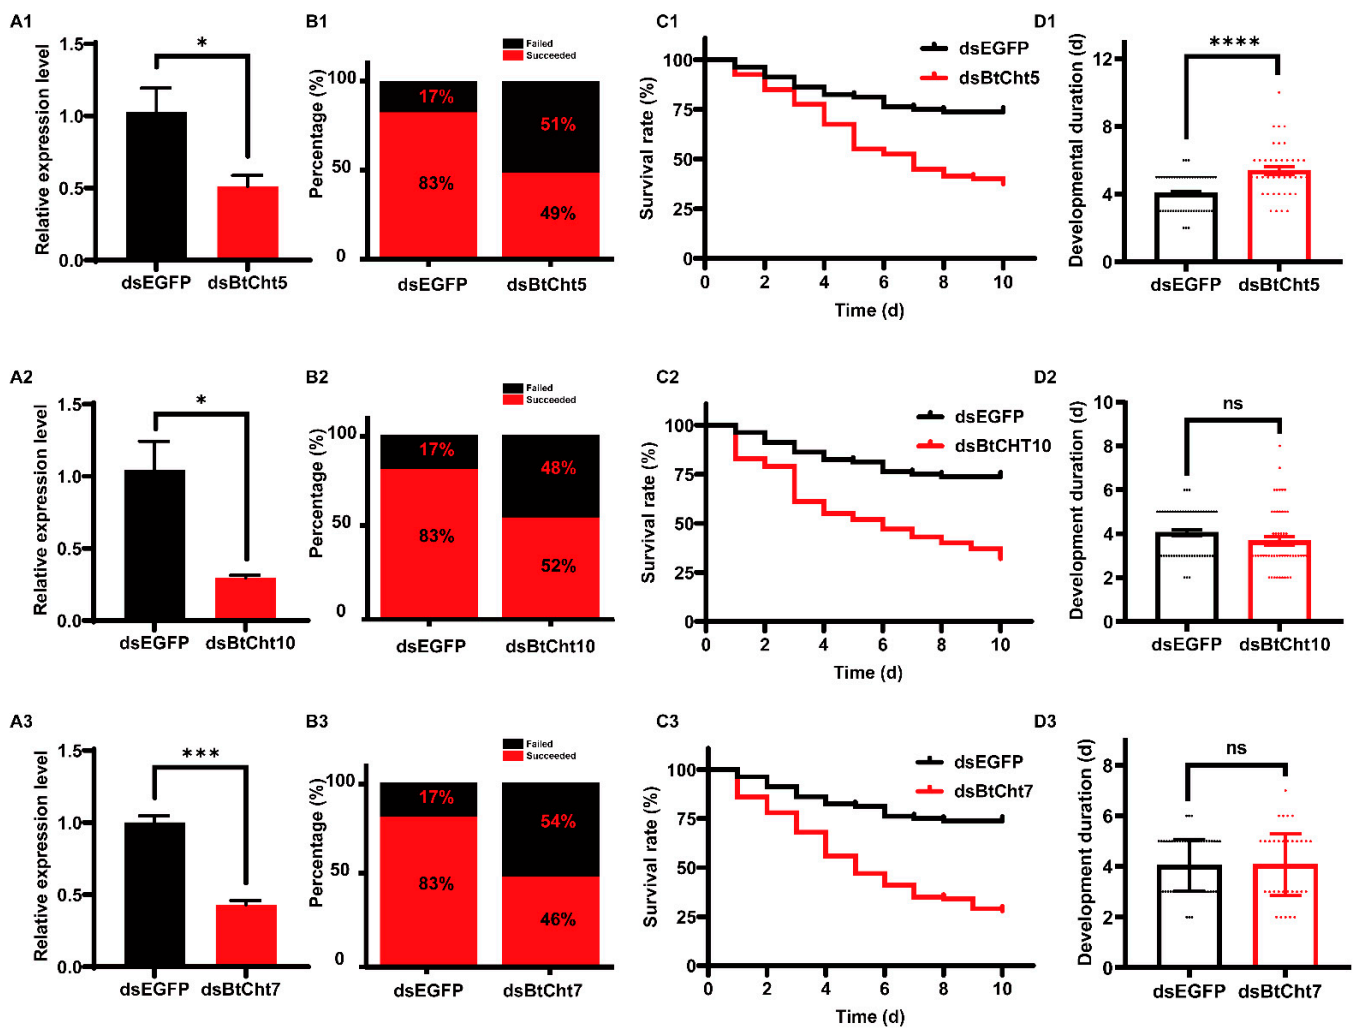 A1
Relative expression level
1.5
1.0
0.5
0.0
*
dsEGFP
dsBtCht5
B1
Failed
Succeeded
Percentage (%)
100
50
0
17%
83%
51%
49%
dsEGFP
dsBtCht5
C1
Survival rate (%)
100
75
50
25
0
0 2 4 6 8 10
Time (d)
dsEGFP
dsBtCht5
D1
Developmental duration (d)
12
8
4
0
****
dsEGFP
dsBtCht5
A2
Relative expression level
1.5
1.0
0.5
0.0
*
dsEGFP
dsBtCht10
B2
Failed
Succeeded
Percentage (%)
100
50
0
17%
83%
48%
52%
dsEGFP
dsBtCht10
C2
Survival rate (%)
100
75
50
25
0
0 2 4 6 8 10
Time (d)
dsEGFP
dsBtCHT10
D2
Development duration (d)
10
8
6
4
2
0
ns
dsEGFP
dsBtCht10
A3
Relative expression level
1.5
1.0
0.5
0.0
***
dsEGFP
dsBtCht7
B3
Failed
Succeeded
Percentage (%)
100
50
0
17%
83%
54%
46%
dsEGFP
dsBtCht7
C3
Survival rate (%)
100
75
50
25
0
0 2 4 6 8 10
Time (d)
dsEGFP
dsBtCht7
D3
Development duration (d)
8
6
4
2
0
ns
dsEGFP
dsBtCht7